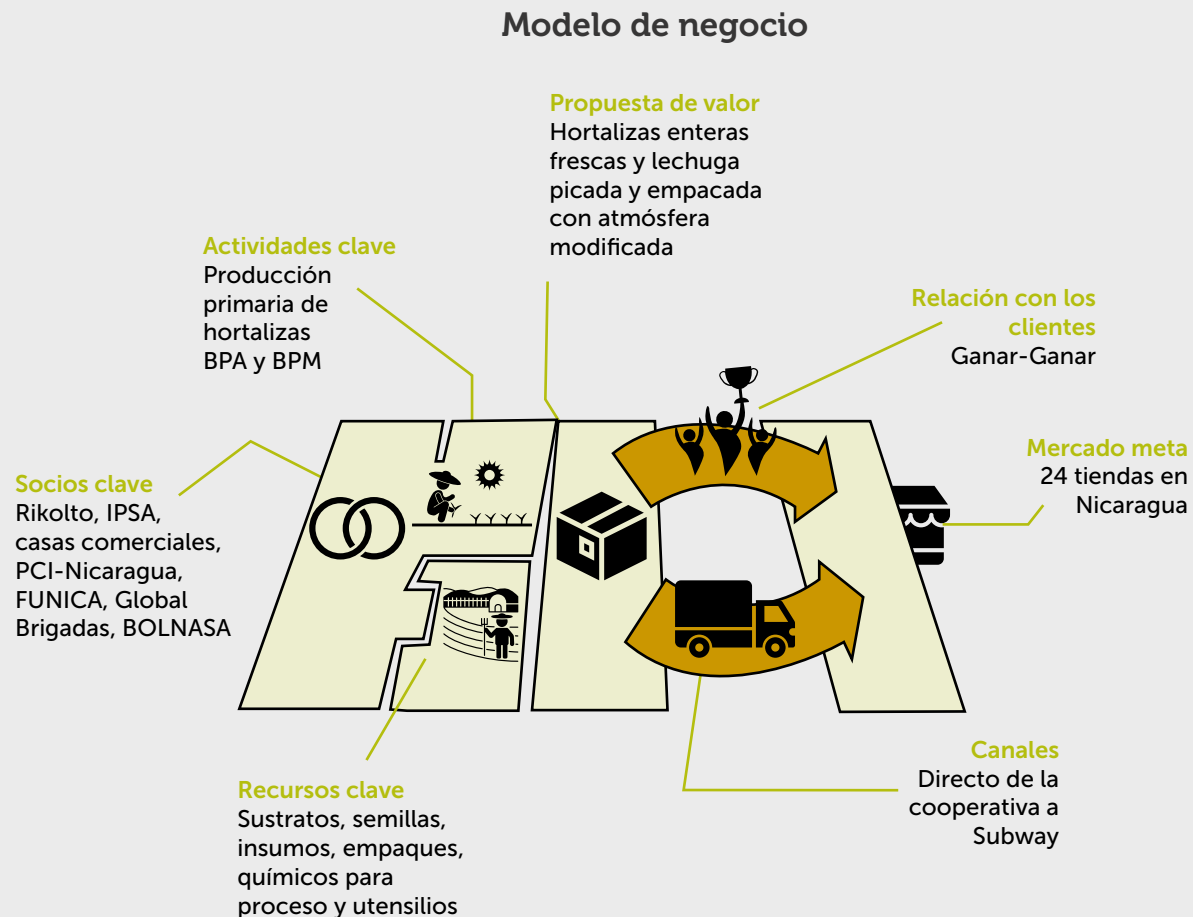 Modelo de negocio
Propuesta de valor
Hortalizas enteras
frescas y lechuga
picada y empacada
con atmósfera
modificada
Actividades clave
Producción
primaria de
hortalizas
BPA y BPM
Relación con los
clientes
Ganar-Ganar
Socios clave
Rikolto, IPSA,
casas comerciales,
PCI-Nicaragua,
FUNICA, Global
Brigadas, BOLNASA
Mercado meta
24 tiendas en
Nicaragua
Recursos clave
Sustratos, semillas,
insumos, empaques,
químicos para
proceso y utensilios
Canales
Directo de la
cooperativa a
Subway